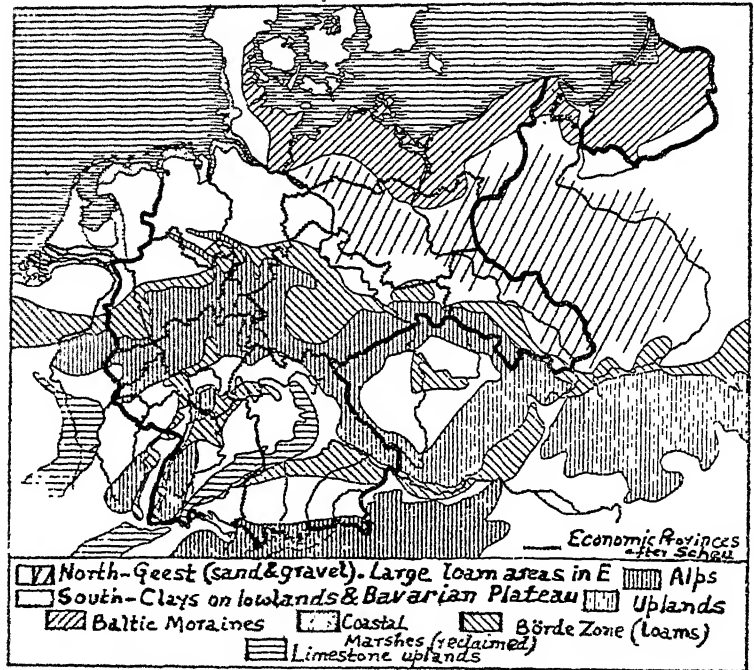 Economic Provinces
after Scheu
North-Geest (sand & gravel). Large loam areas in E
Alps
South-Clays on lowlands & Bavarian Plateau
Uplands
Baltic Moraines
Coastal
Marshes (reclaimed)
Börde Zone (loams)
Limestone uplands